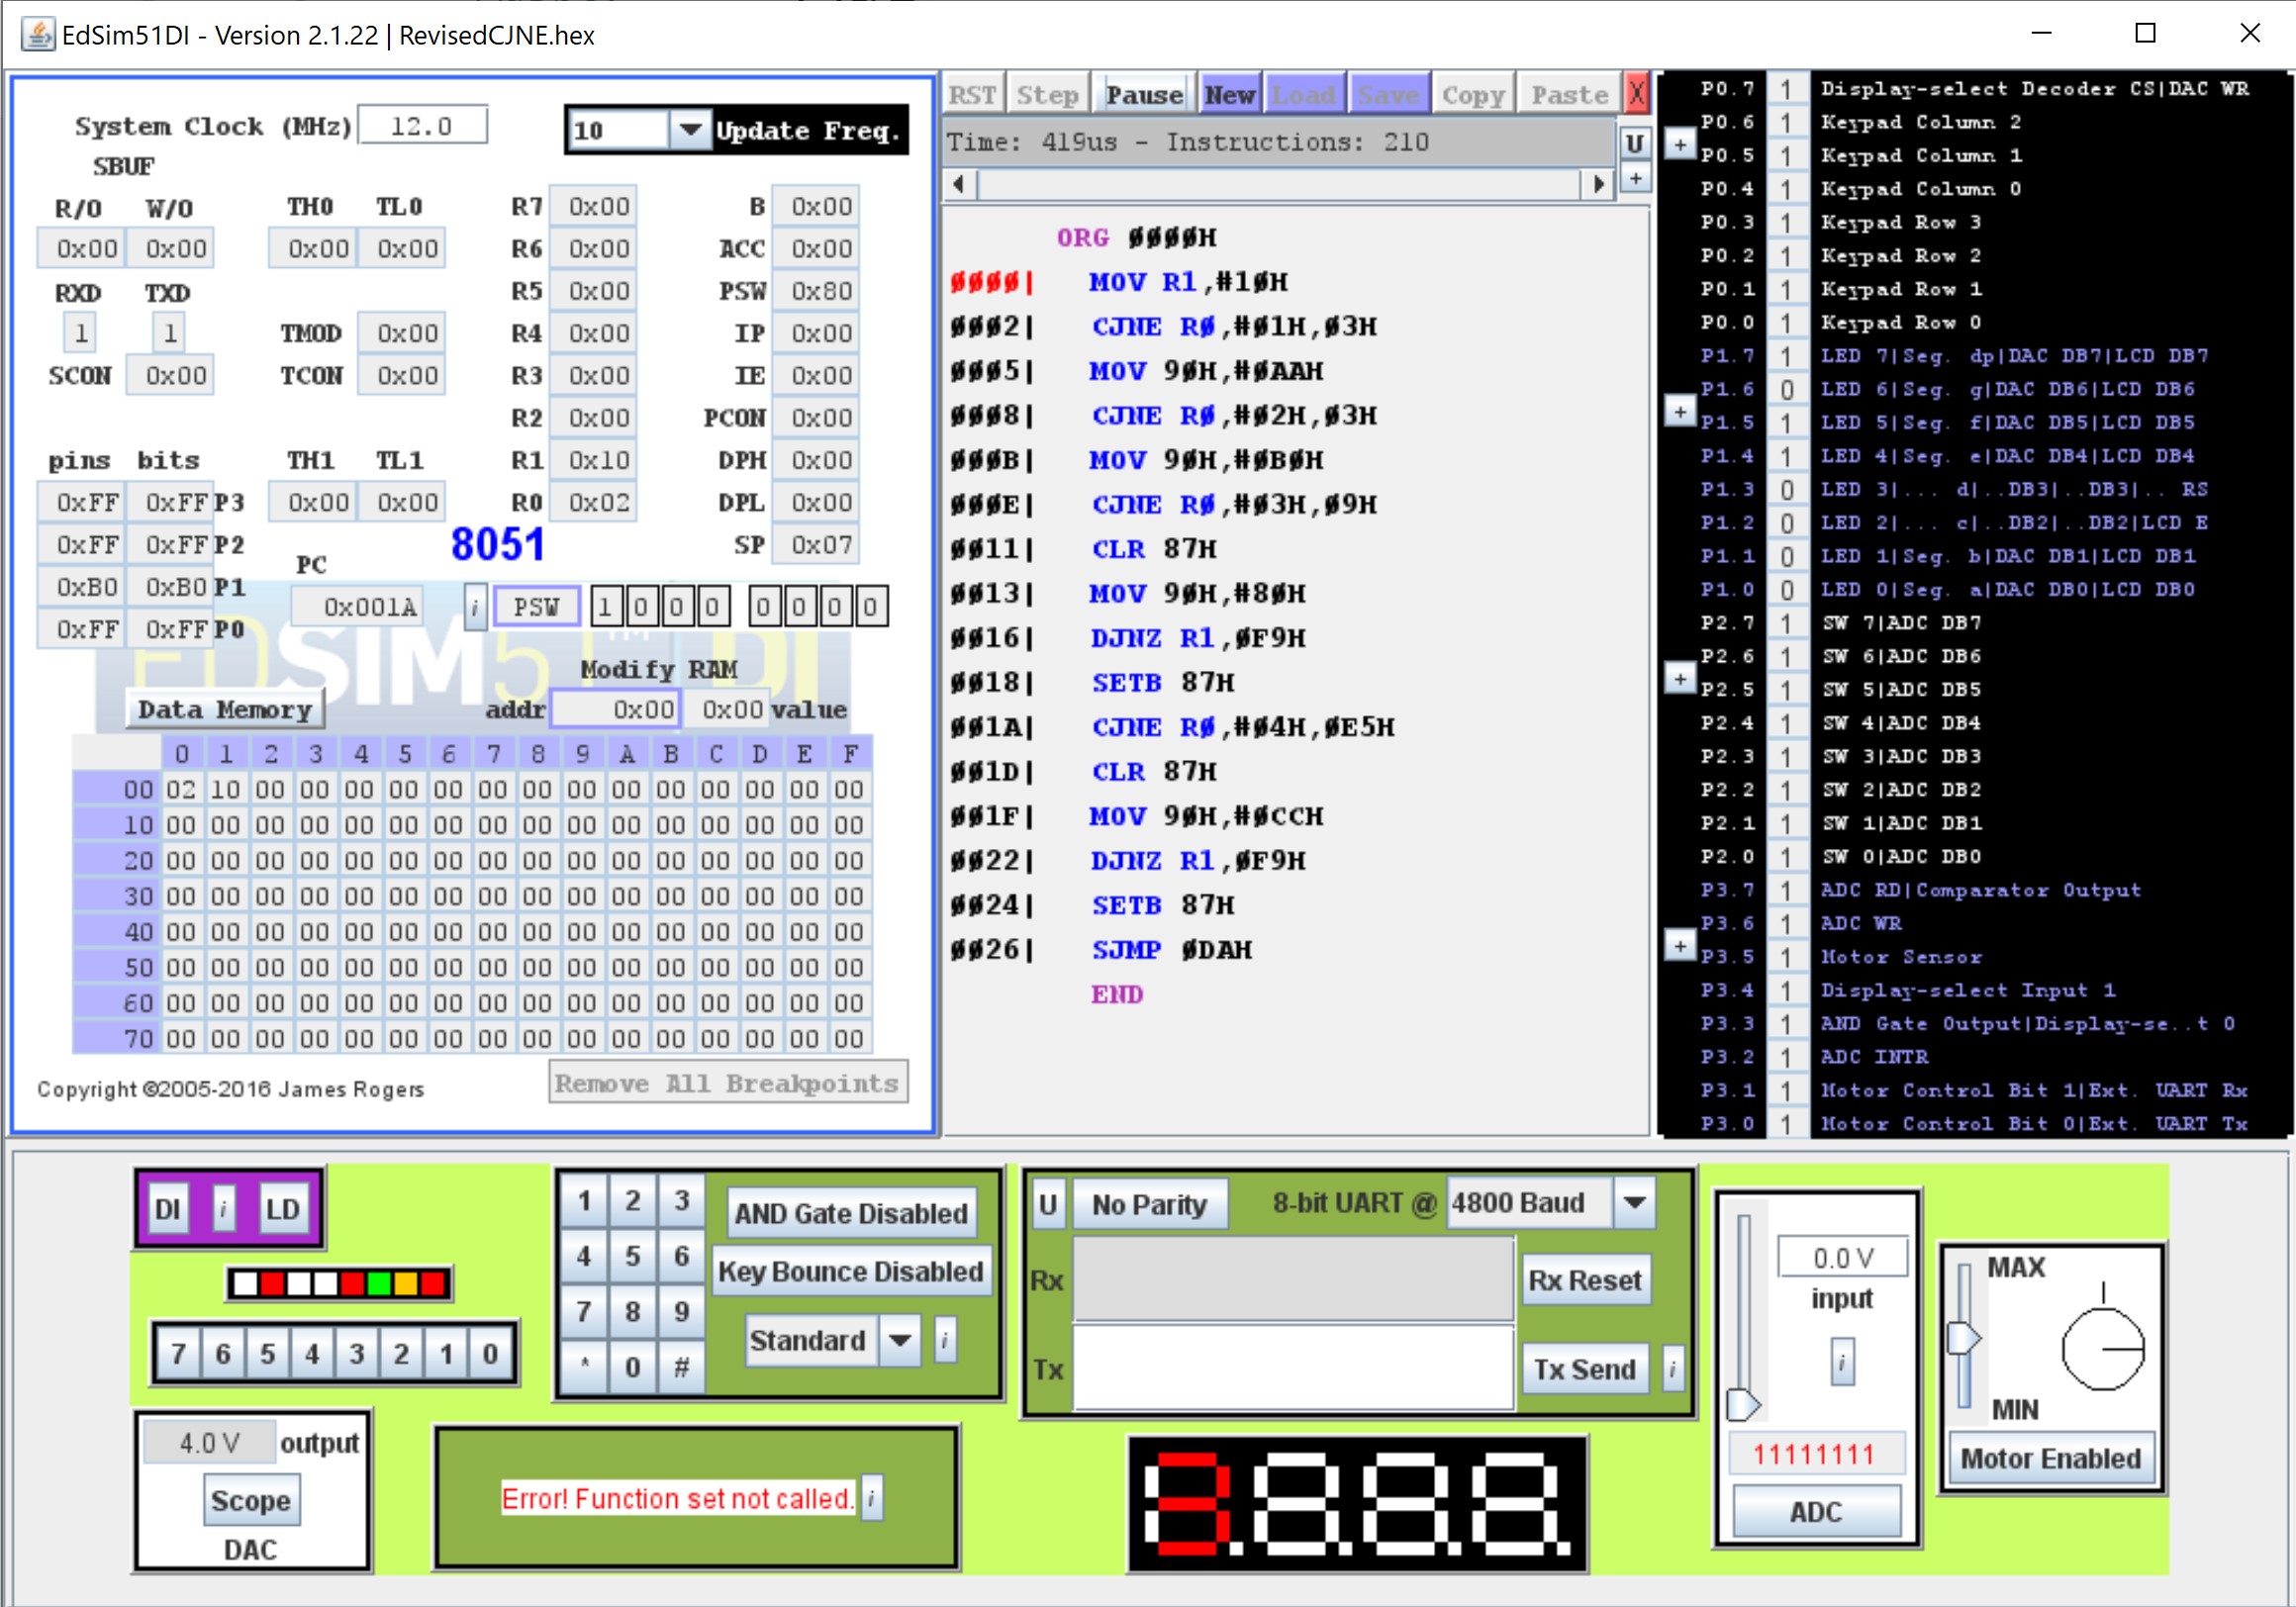 EdSim51DI - Version 2.1.22 | RevisedCJNE.hex
System Clock (MHz) 12.0
10 Update Freq.
SBUF
R/O W/O TH0 TL0 R7 0x00 B 0x00
0x00 0x00 0x00 0x00 R6 0x00 ACC 0x00
RXD TXD R5 0x00 PSW 0x80
1 1 TMOD 0x00 R4 0x00 IP 0x00
SCON 0x00 TCON 0x00 R3 0x00 IE 0x00
R2 0x00 PCON 0x00
pins bits TH1 TL1 R1 0x10 DPH 0x00
0xFF 0xFF P3 0x00 0x00 R0 0x02 DPL 0x00
0xFF 0xFF P2 8051 SP 0x07
PC
0xB0 0xB0 P1 0x001A i PSW 1 0 0 0 0 0 0 0
0xFF 0xFF P0
EDSIM51 DI
TM
Modify RAM
Data Memory addr 0x00 0x00 value
0 1 2 3 4 5 6 7 8 9 A B C D E F
00 02 10 00 00 00 00 00 00 00 00 00 00 00 00 00 00
10 00 00 00 00 00 00 00 00 00 00 00 00 00 00 00 00
20 00 00 00 00 00 00 00 00 00 00 00 00 00 00 00 00
30 00 00 00 00 00 00 00 00 00 00 00 00 00 00 00 00
40 00 00 00 00 00 00 00 00 00 00 00 00 00 00 00 00
50 00 00 00 00 00 00 00 00 00 00 00 00 00 00 00 00
60 00 00 00 00 00 00 00 00 00 00 00 00 00 00 00 00
70 00 00 00 00 00 00 00 00 00 00 00 00 00 00 00 00
Copyright ©2005-2016 James Rogers
Remove All Breakpoints
RST Step Pause New Load Save Copy Paste X
Time: 419us - Instructions: 210
U
+
ORG 0000H
0000| MOV R1,#10H
0002| CJNE R0,#01H,03H
0005| MOV 90H,#0AAH
0008| CJNE R0,#02H,03H
000B| MOV 90H,#0B0H
000E| CJNE R0,#03H,09H
0011| CLR 87H
0013| MOV 90H,#80H
0016| DJNZ R1,0F9H
0018| SETB 87H
001A| CJNE R0,#04H,0E5H
001D| CLR 87H
001F| MOV 90H,#0CCH
0022| DJNZ R1,0F9H
0024| SETB 87H
0026| SJMP 0DAH
END
P0.7 1 Display-select Decoder CS|DAC WR
P0.6 1 Keypad Column 2
+
P0.5 1 Keypad Column 1
P0.4 1 Keypad Column 0
P0.3 1 Keypad Row 3
P0.2 1 Keypad Row 2
P0.1 1 Keypad Row 1
P0.0 1 Keypad Row 0
P1.7 1 LED 7|Seg. dp|DAC DB7|LCD DB7
P1.6 0 LED 6|Seg. g|DAC DB6|LCD DB6
+
P1.5 1 LED 5|Seg. f|DAC DB5|LCD DB5
P1.4 1 LED 4|Seg. e|DAC DB4|LCD DB4
P1.3 0 LED 3|... d|..DB3|..DB3|.. RS
P1.2 0 LED 2|... c|..DB2|..DB2|LCD E
P1.1 0 LED 1|Seg. b|DAC DB1|LCD DB1
P1.0 0 LED 0|Seg. a|DAC DB0|LCD DB0
P2.7 1 SW 7|ADC DB7
P2.6 1 SW 6|ADC DB6
+
P2.5 1 SW 5|ADC DB5
P2.4 1 SW 4|ADC DB4
P2.3 1 SW 3|ADC DB3
P2.2 1 SW 2|ADC DB2
P2.1 1 SW 1|ADC DB1
P2.0 1 SW 0|ADC DB0
P3.7 1 ADC RD|Comparator Output
P3.6 1 ADC WR
+
P3.5 1 Motor Sensor
P3.4 1 Display-select Input 1
P3.3 1 AND Gate Output|Display-se..t 0
P3.2 1 ADC INTR
P3.1 1 Motor Control Bit 1|Ext. UART Rx
P3.0 1 Motor Control Bit 0|Ext. UART Tx
DI i LD
7 6 5 4 3 2 1 0
4.0 V output
Scope
DAC
1 2 3
4 5 6
7 8 9
* 0 #
AND Gate Disabled
Key Bounce Disabled
Standard i
Error! Function set not called. i
U No Parity 8-bit UART @ 4800 Baud
Rx Rx Reset
Tx Tx Send i
8.8.8.8.
0.0 V
input
i
11111111
ADC
MAX
MIN
Motor Enabled